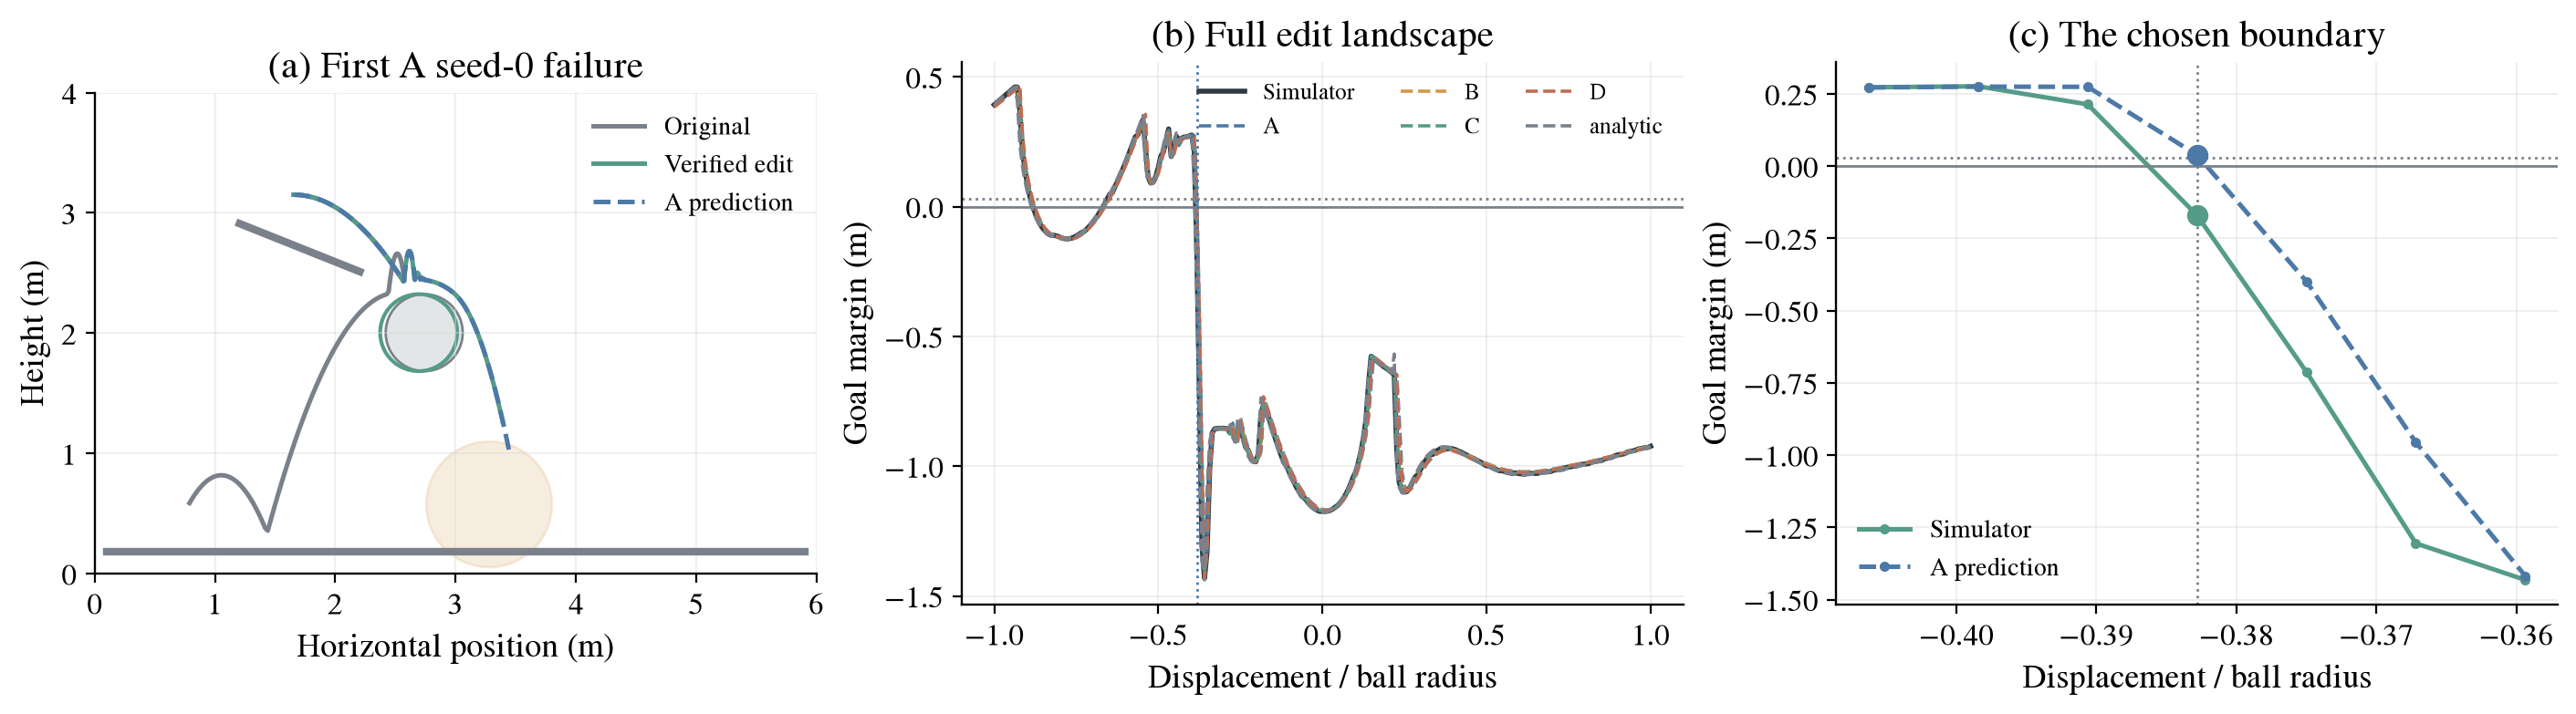 (a) First A seed-0 failure
Original
Verified edit
A prediction
Height (m)
4
3
2
1
0
0 1 2 3 4 5 6
Horizontal position (m)
(b) Full edit landscape
Simulator
A
B
C
D
analytic
Goal margin (m)
0.5
0.0
−0.5
−1.0
−1.5
−1.0 −0.5 0.0 0.5 1.0
Displacement / ball radius
(c) The chosen boundary
Goal margin (m)
0.25
0.00
−0.25
−0.50
−0.75
−1.00
−1.25
−1.50
Simulator
A prediction
−0.40 −0.39 −0.38 −0.37 −0.36
Displacement / ball radius